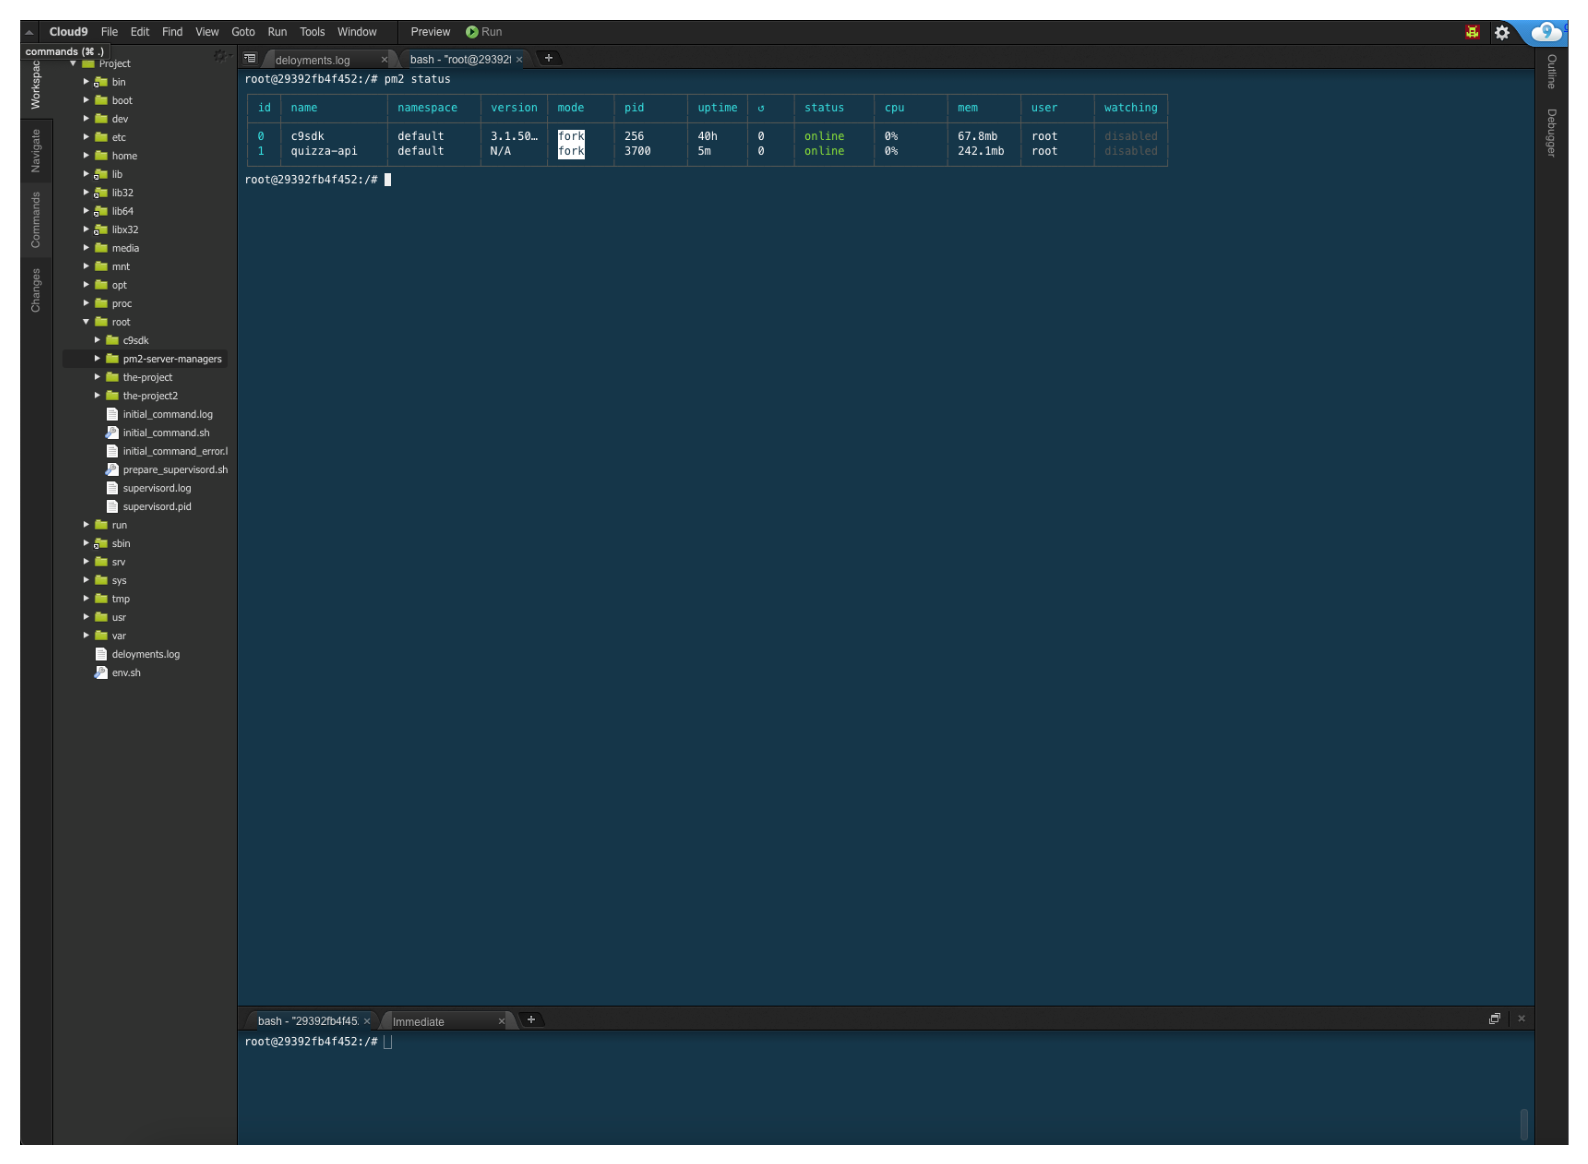 Cloud9 File Edit Find View Goto Run Tools Window Preview Run
commands (⌘ .)
Project
bin
boot
dev
etc
home
lib
lib32
lib64
libx32
media
mnt
opt
proc
root
c9sdk
pm2-server-managers
the-project
the-project2
initial_command.log
initial_command.sh
initial_command_error.l
prepare_supervisord.sh
supervisord.log
supervisord.pid
run
sbin
srv
sys
tmp
usr
var
deloyments.log
env.sh
Workspac
Navigate
Commands
Changes
deloyments.log × bash - "root@29392f × +
root@29392fb4f452:/# pm2 status
id name namespace version mode pid uptime ↺ status cpu mem user watching
0 c9sdk default 3.1.50… fork 256 40h 0 online 0% 67.8mb root disabled
1 quizza-api default N/A fork 3700 5m 0 online 0% 242.1mb root disabled
root@29392fb4f452:/#
bash - "29392fb4f45. × Immediate × +
root@29392fb4f452:/#
9
Outline
Debugger